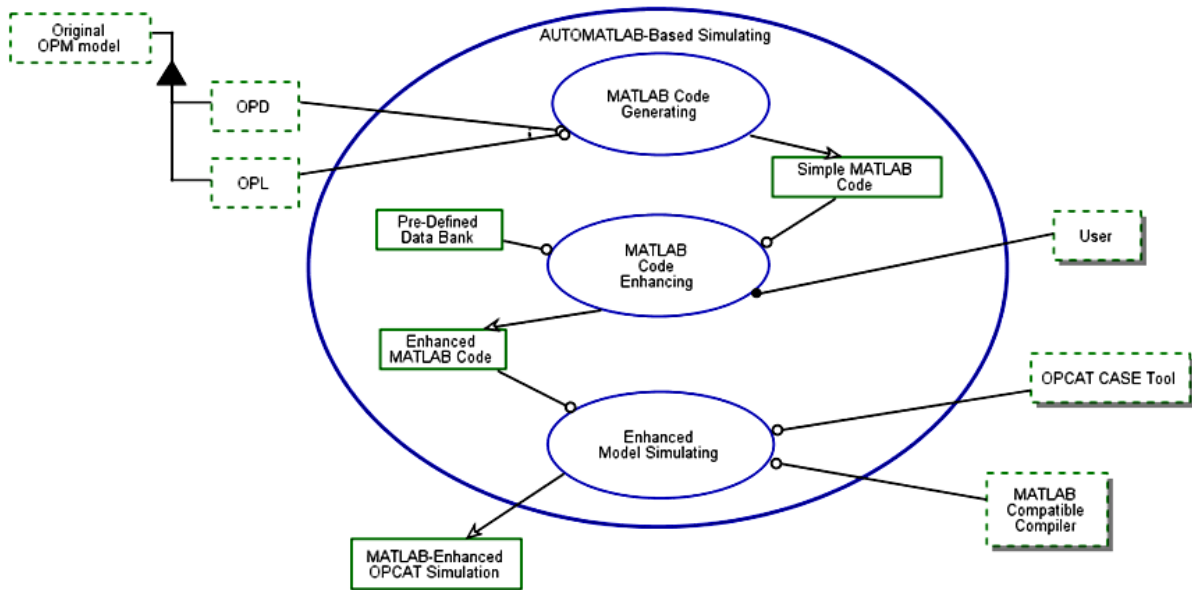 Original
OPM model
AUTOMATLAB-Based Simulating
OPD
MATLAB Code
Generating
OPL
Simple MATLAB
Code
Pre-Defined
Data Bank
MATLAB
Code
Enhancing
User
Enhanced
MATLAB Code
OPCAT CASE Tool
Enhanced
Model Simulating
MATLAB
Compatible
Compiler
MATLAB-Enhanced
OPCAT Simulation